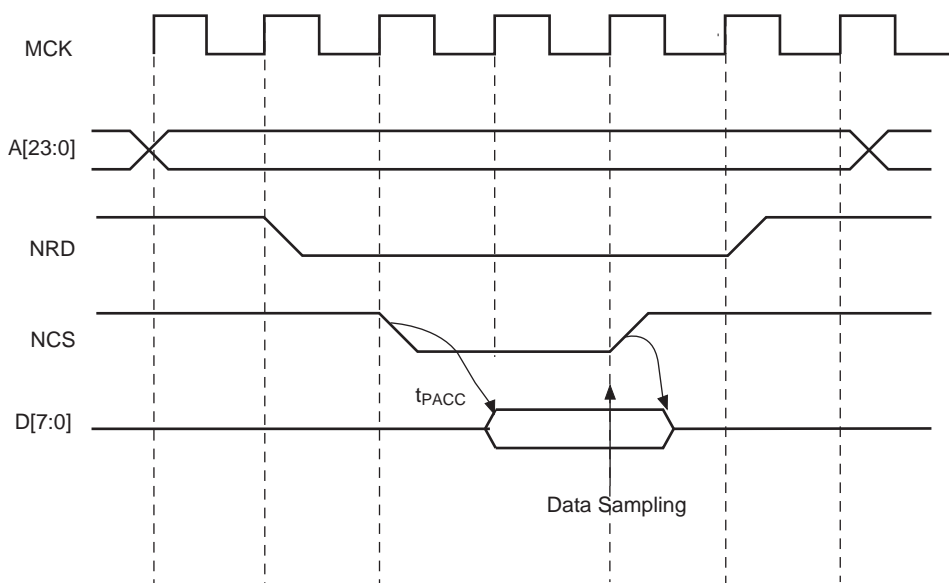 MCK
A[23:0]
NRD
NCS
tPACC
D[7:0]
Data Sampling